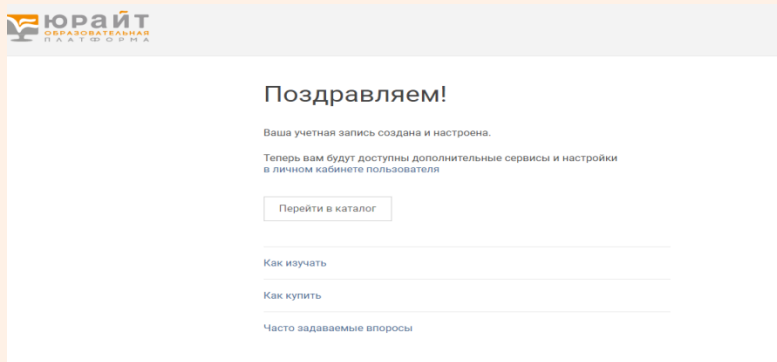 юрайт
ОБРАЗОВАТЕЛЬНАЯ
ПЛАТФОРМА
Поздравляем!
Ваша учетная запись создана и настроена.
Теперь вам будут доступны дополнительные сервисы и настройки
в личном кабинете пользователя
Перейти в каталог
Как изучать
Как купить
Часто задаваемые впоросы